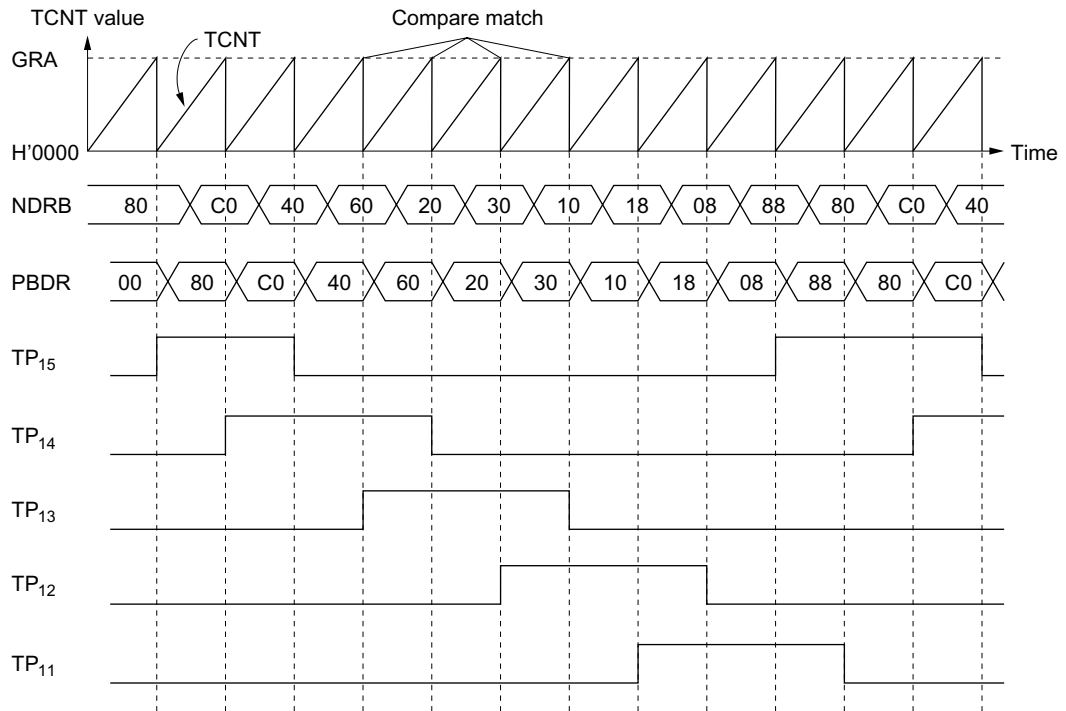 TCNT value
Compare match
TCNT
GRA
H'0000
Time
NDRB 80 C0 40 60 20 30 10 18 08 88 80 C0 40
PBDR 00 80 C0 40 60 20 30 10 18 08 88 80 C0
TP15
TP14
TP13
TP12
TP11